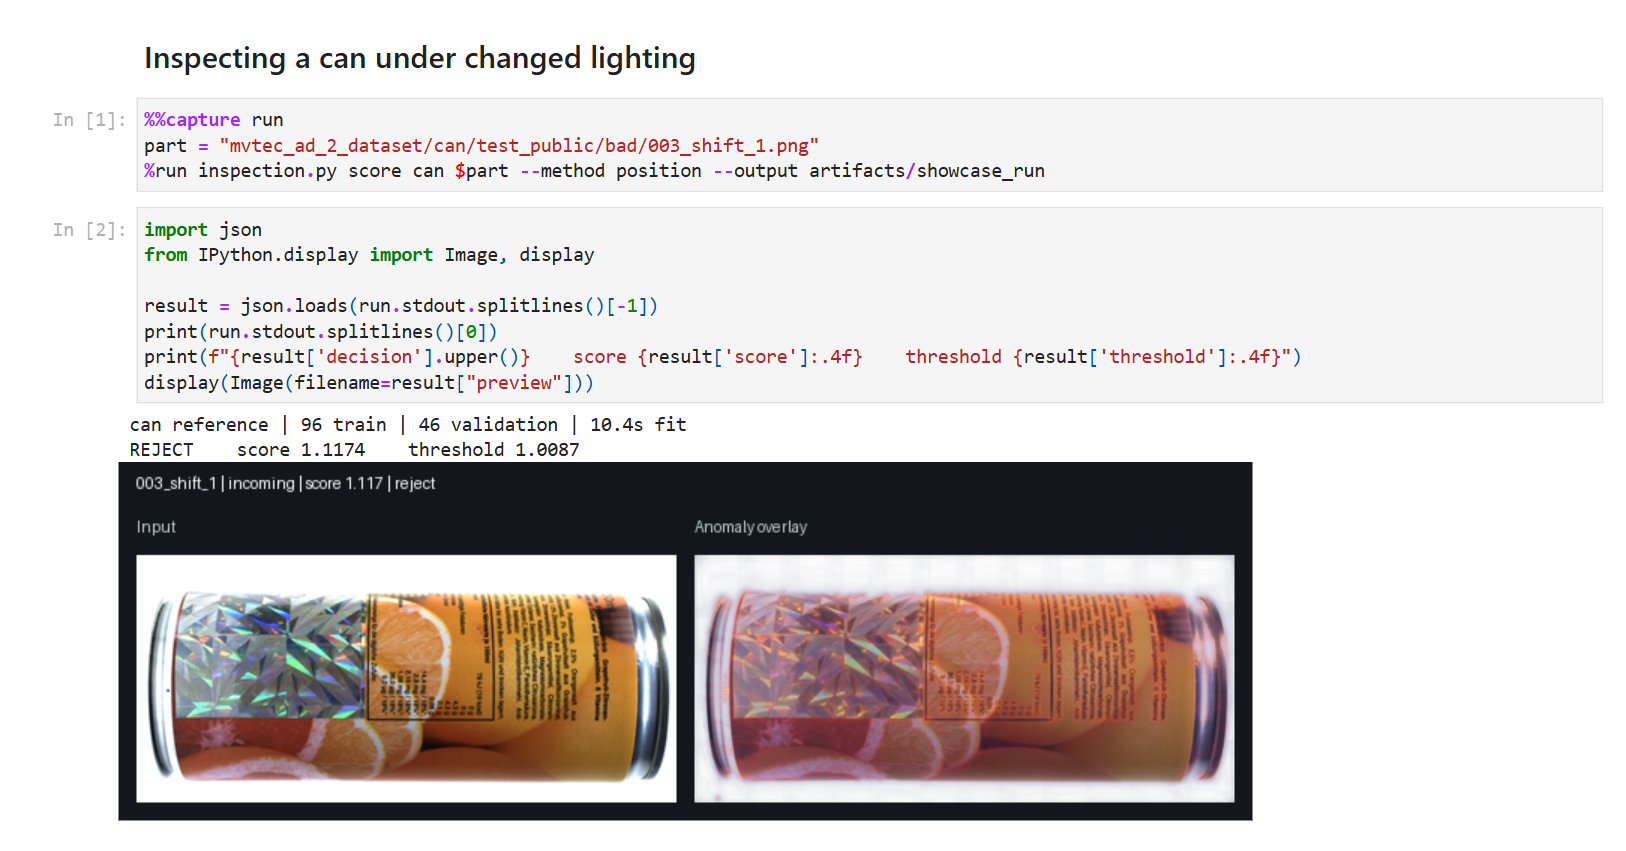 Inspecting a can under changed lighting
In [1]:
%%capture run
part = "mvtec_ad_2_dataset/can/test_public/bad/003_shift_1.png"
%run inspection.py score can $part --method position --output artifacts/showcase_run
In [2]:
import json
from IPython.display import Image, display
result = json.loads(run.stdout.splitlines()[-1])
print(run.stdout.splitlines()[0])
print(f"{result['decision'].upper()}    score {result['score']:.4f}    threshold {result['threshold']:.4f}")
display(Image(filename=result["preview"]))
can reference | 96 train | 46 validation | 10.4s fit
REJECT    score 1.1174    threshold 1.0087
003_shift_1 | incoming | score 1.117 | reject
Input
Anomaly overlay